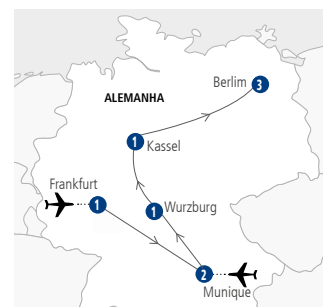 Berlim
3
ALEMANHA
1
Kassel
Frankfurt
1
1
Wurzburg
2
Munique